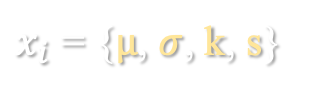 xᵢ = {μ, σ, k, s}